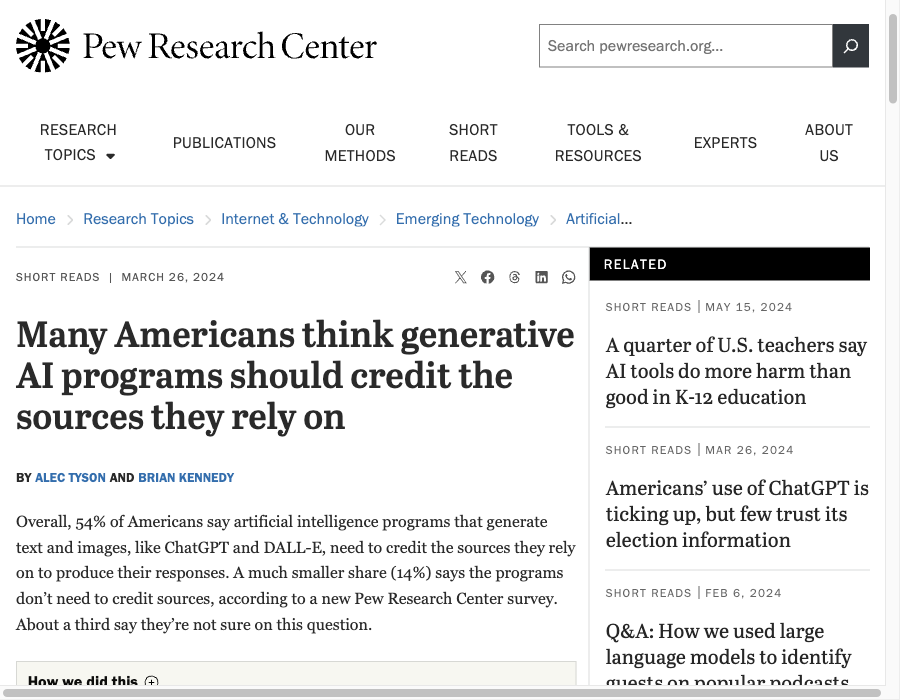 Pew Research Center
Search pewresearch.org...
RESEARCH TOPICS
PUBLICATIONS
OUR METHODS
SHORT READS
TOOLS & RESOURCES
EXPERTS
ABOUT US
Home
Research Topics
Internet & Technology
Emerging Technology
Artificial...
SHORT READS | MARCH 26, 2024
Many Americans think generative
AI programs should credit the
sources they rely on
BY ALEC TYSON AND BRIAN KENNEDY
Overall, 54% of Americans say artificial intelligence programs that generate
text and images, like ChatGPT and DALL-E, need to credit the sources they rely
on to produce their responses. A much smaller share (14%) says the programs
don’t need to credit sources, according to a new Pew Research Center survey.
About a third say they’re not sure on this question.
How we did this
RELATED
SHORT READS | MAY 15, 2024
A quarter of U.S. teachers say
AI tools do more harm than
good in K-12 education
SHORT READS | MAR 26, 2024
Americans’ use of ChatGPT is
ticking up, but few trust its
election information
SHORT READS | FEB 6, 2024
Q&A: How we used large
language models to identify
guests on popular podcasts